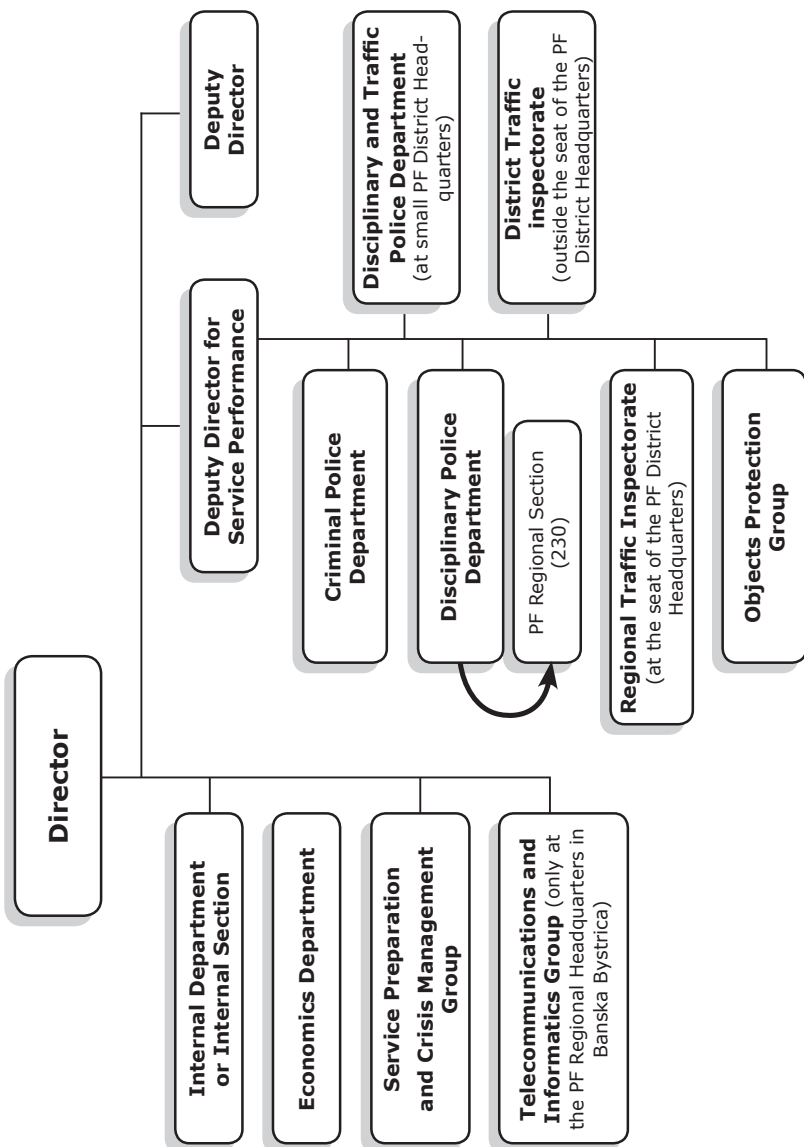 Director
Deputy
Director
Deputy Director for
Service Performance
Internal Department
or Internal Section
Economics Department
Service Preparation
and Crisis Management
Group
Telecommunications and
Informatics Group (only at
the PF Regional Headquarters in
Banska Bystrica)
Criminal Police
Department
Disciplinary Police
Department
PF Regional Section
(230)
Regional Traffic Inspectorate
(at the seat of the PF District
Headquarters)
Objects Protection
Group
Disciplinary and Traffic
Police Department
(at small PF District Head-
quarters)
District Traffic
inspectorate
(outside the seat of the PF
District Headquarters)